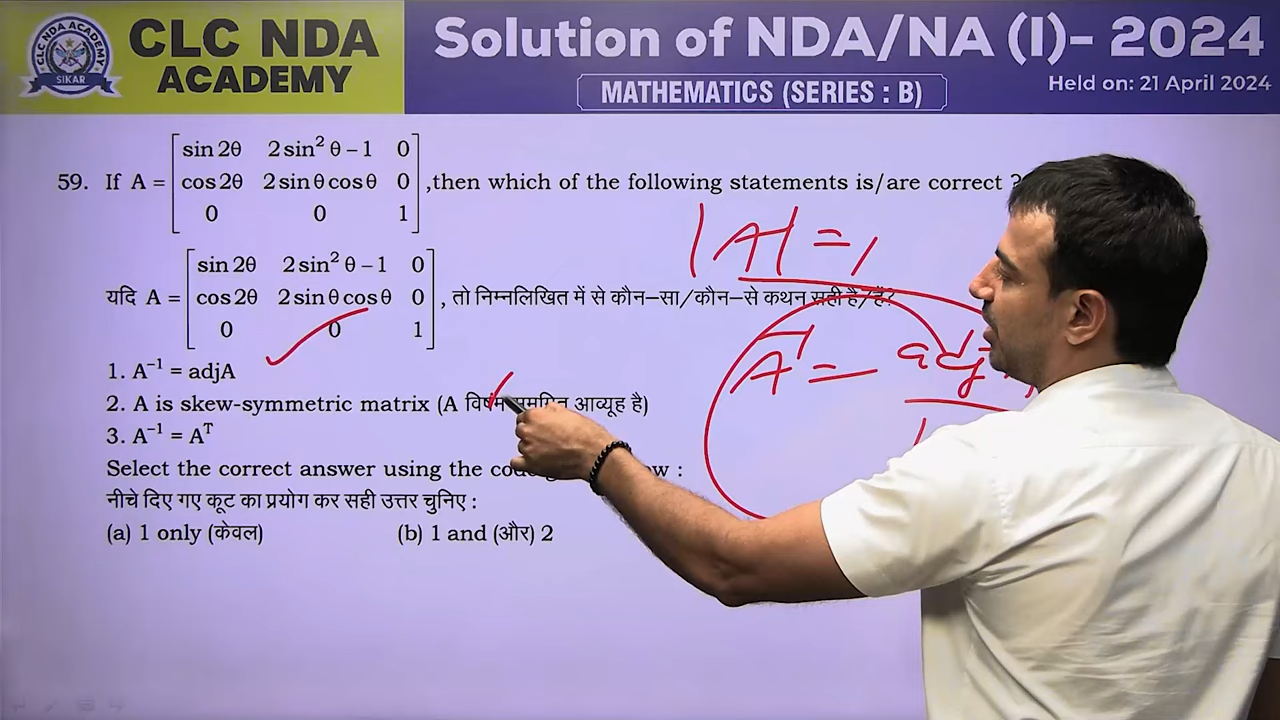 CLC NDA ACADEMY
SIKAR
CLC NDA
ACADEMY
Solution of NDA/NA (I)- 2024
MATHEMATICS (SERIES : B)
Held on: 21 April 2024
59. If A = [sin 2θ 2 sin² θ – 1 0
cos 2θ 2 sin θ cos θ 0
0 0 1] ,then which of the following statements is/are correct ?
|A| = 1
यदि A = [sin 2θ 2 sin² θ – 1 0
cos 2θ 2 sin θ cos θ 0
0 0 1] , तो निम्नलिखित में से कौन–सा/कौन–से कथन सही है/हैं?
A⁻¹ = adj
1. A⁻¹ = adjA
2. A is skew-symmetric matrix (A विषम आव्यूह है)
3. A⁻¹ = Aᵀ
Select the correct answer using the :
नीचे दिए गए कूट का प्रयोग कर सही उत्तर चुनिए :
(a) 1 only (केवल) (b) 1 and (और) 2